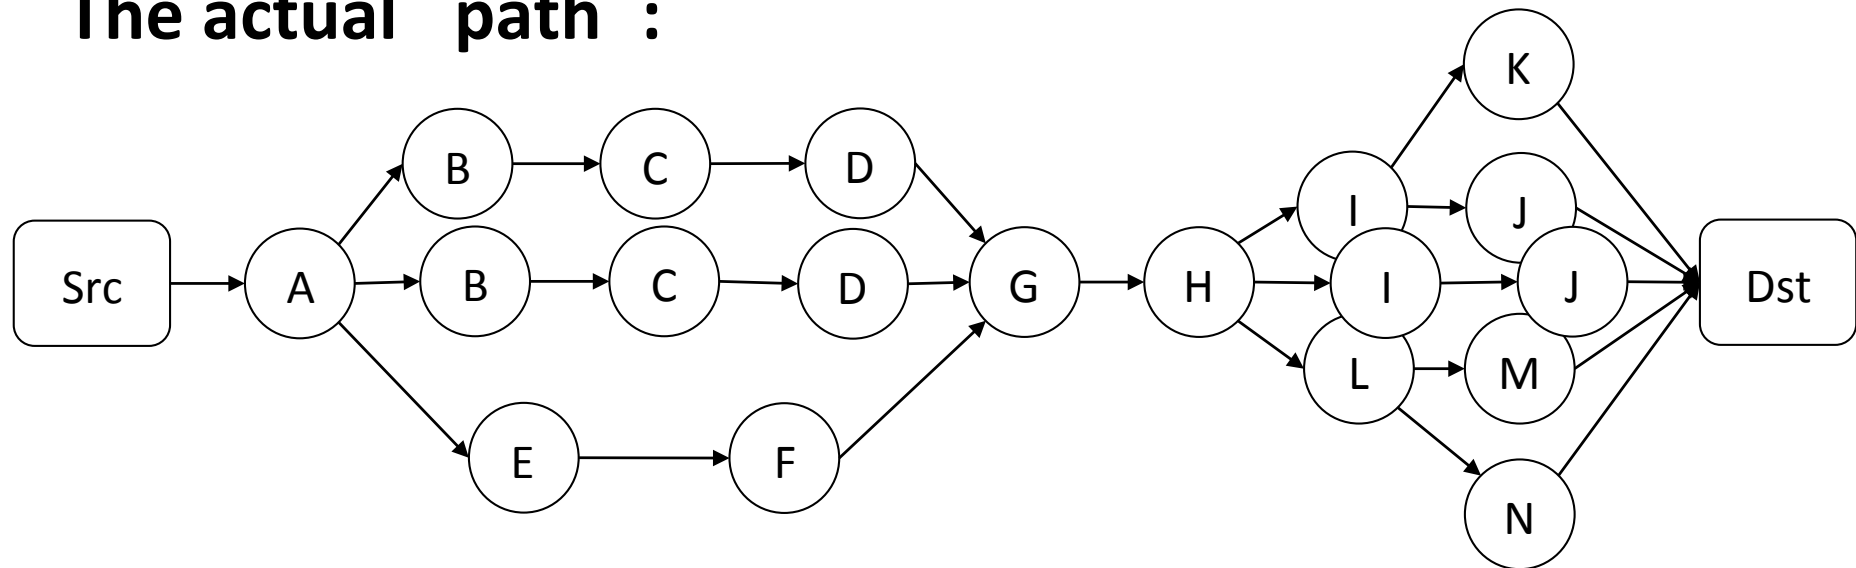 The actual path :
K
B C D
I J
Src A B C D G H I J Dst
L M
E F
N